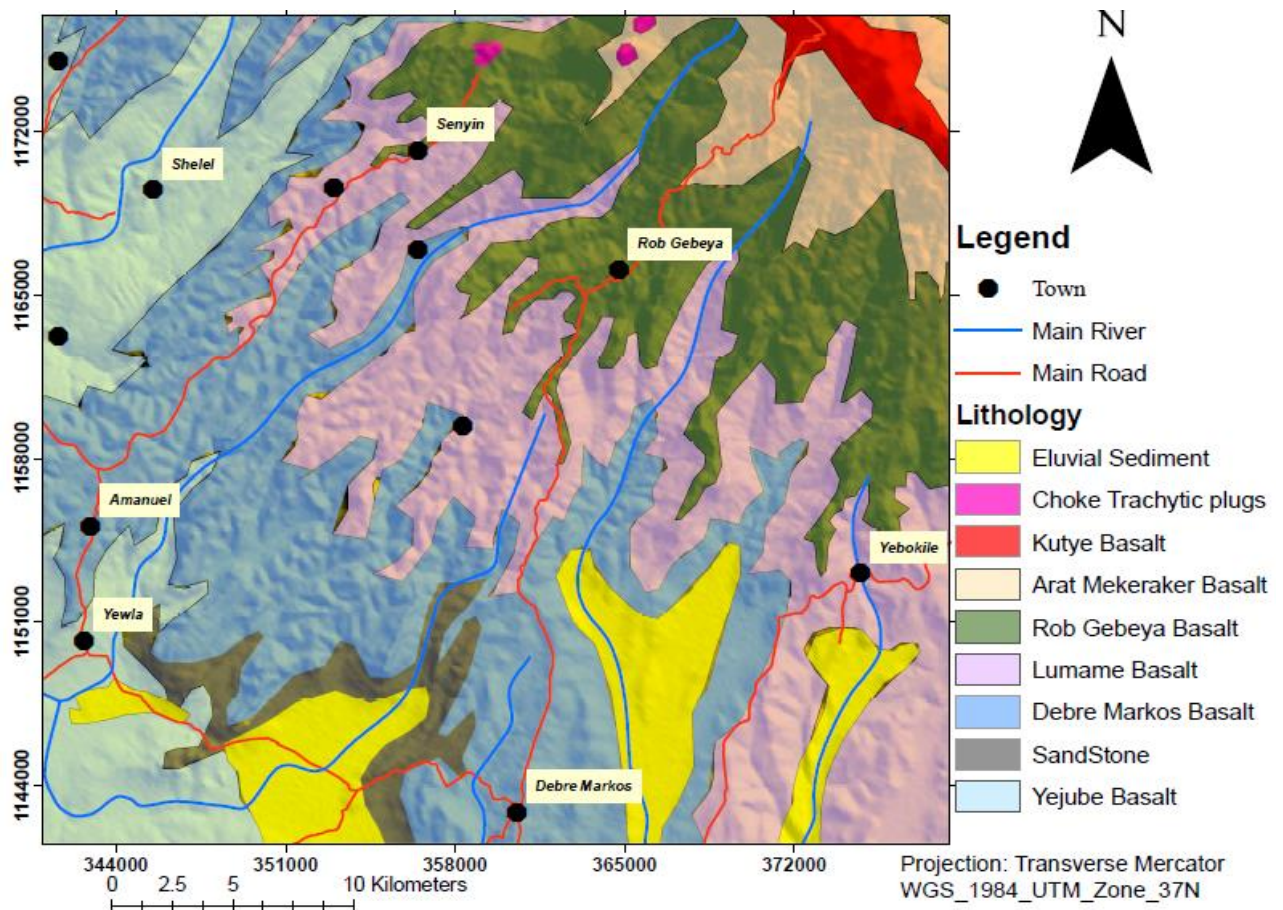 N
1172000
1165000
1158000
1151000
1144000
Senyin
Shelel
Rob Gebeya
Amanuel
Yebokile
Yewla
Debre Markos
344000
351000
358000
365000
372000
0
2.5
5
10 Kilometers
Legend
Town
Main River
Main Road
Lithology
Eluvial Sediment
Choke Trachytic plugs
Kutye Basalt
Arat Mekeraker Basalt
Rob Gebeya Basalt
Lumame Basalt
Debre Markos Basalt
SandStone
Yejube Basalt
Projection: Transverse Mercator
WGS_1984_UTM_Zone_37N